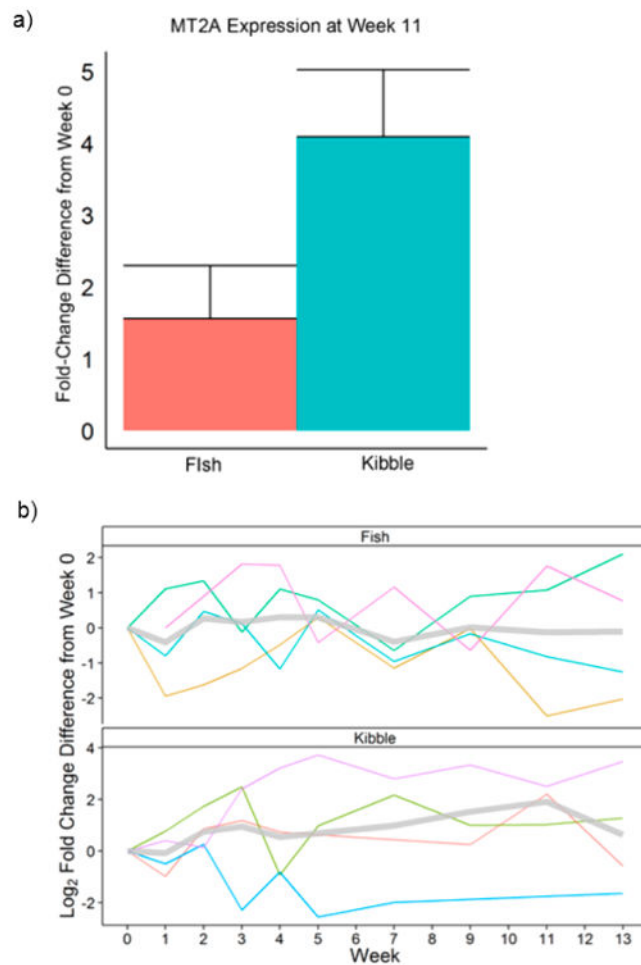 a)
MT2A Expression at Week 11
Fold-Change Difference from Week 0
5
4
3
2
1
0
FIsh
Kibble
b)
Log2 Fold Change Difference from Week 0
Fish
2
1
0
-1
-2
Kibble
4
2
0
-2
0 1 2 3 4 5 6 7 8 9 10 11 12 13
Week